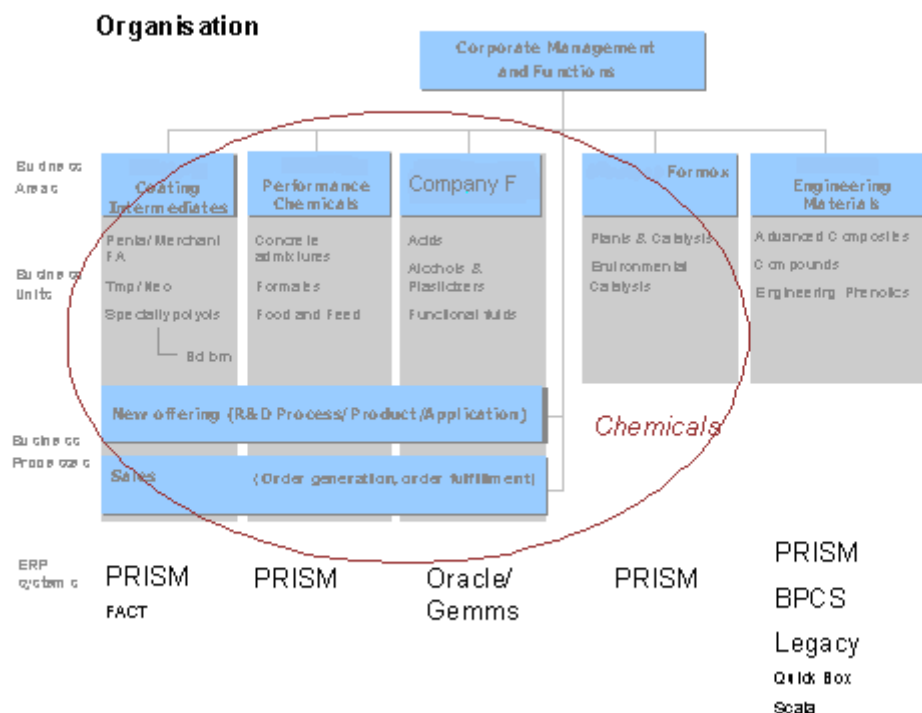 Organisation
Corporate Management
and Functions
Business
Areas
Coating
Intermediates
Performance
Chemicals
Company F
Formox
Engineering
Materials
Business
Units
Penta/Merchant
FA
Tmp/Neo
Specialty polyols
Concrete
admixtures
Formates
Food and Feed
Acids
Alcohols &
Plasticizers
Functional fluids
Plants & Catalysts
Environmental
Catalysis
Advanced Composites
Compounds
Engineering Phenolics
Business
Processes
New offering (R&D Process/Product/Application)
Sales (Order generation, order fulfillment)
Chemicals
ERP
systems
PRISM
FACT
PRISM
Oracle/
Gemms
PRISM
PRISM
BPCS
Legacy
Quick Box
Scala